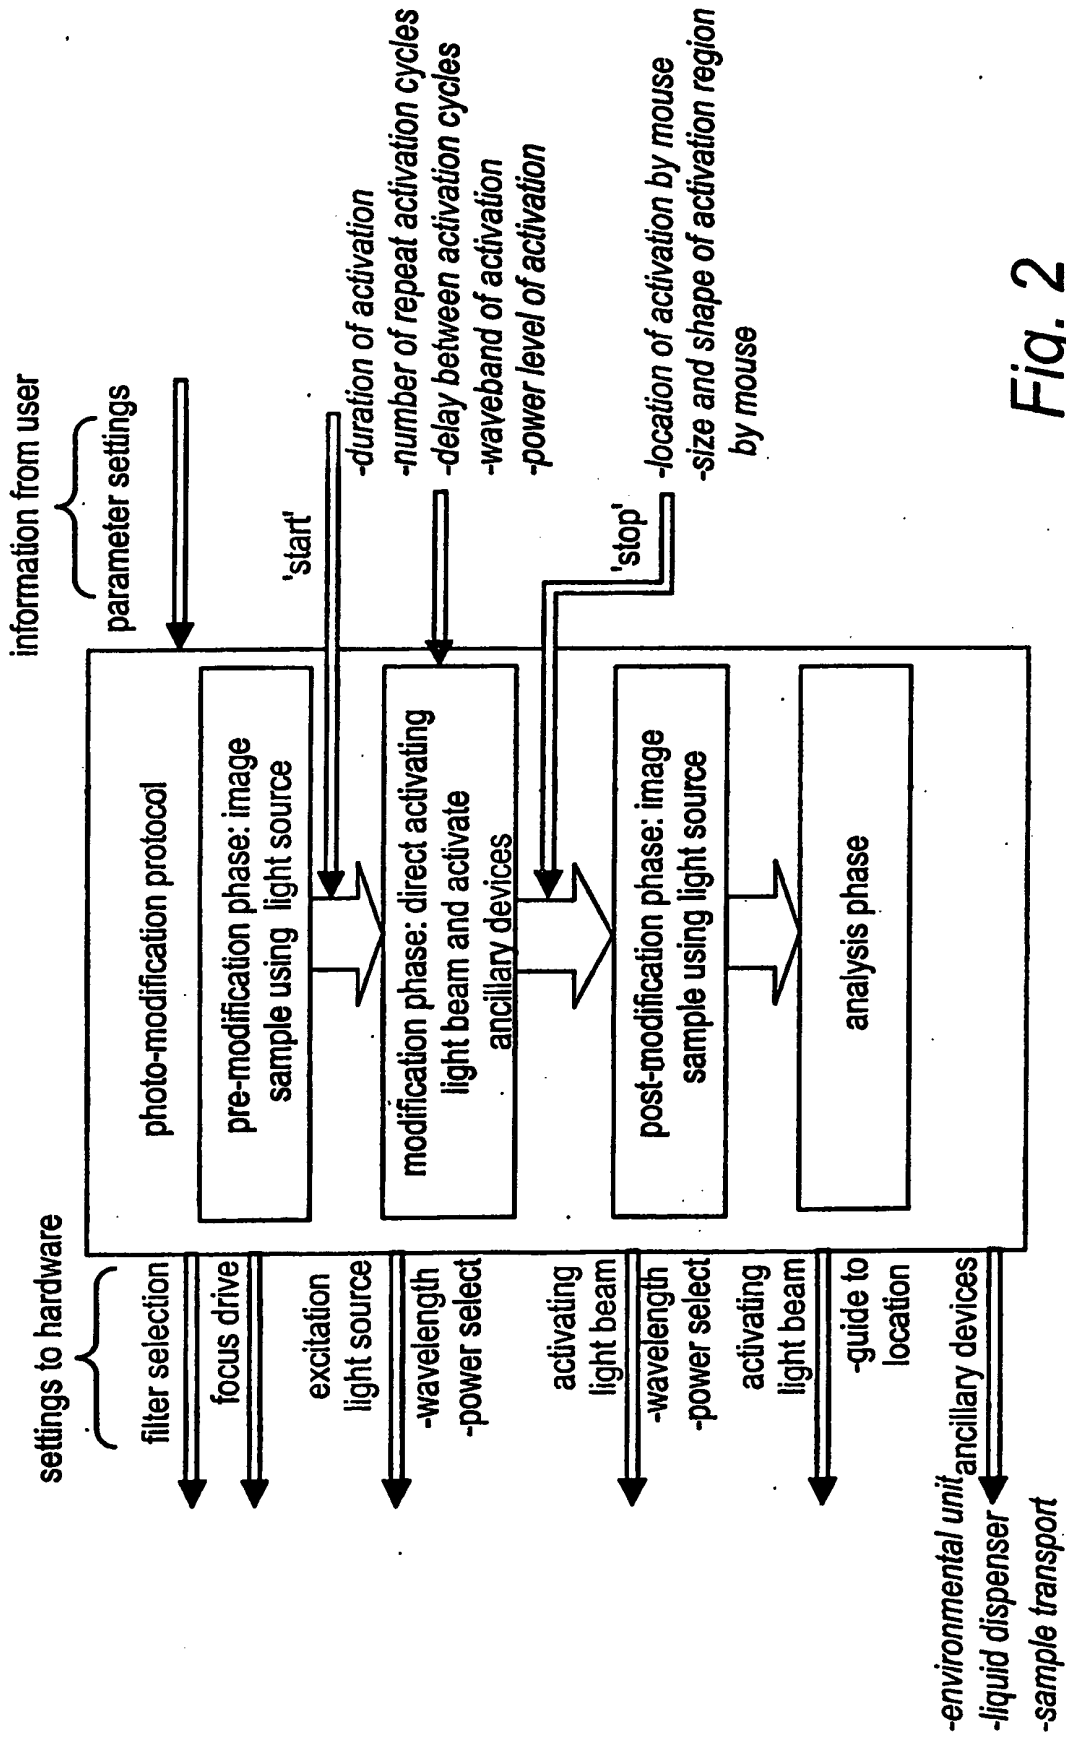 information from user
parameter settings
settings to hardware
filter selection
focus drive
excitation
light source
-wavelength
-power select
activating
light beam
-wavelength
-power select
activating
light beam
-guide to
location
ancillary devices
-environmental unit
-liquid dispenser
-sample transport
photo-modification protocol
pre-modification phase: image
sample using light source
modification phase: direct activating
light beam and activate
ancillary devices
post-modification phase: image
sample using light source
analysis phase
'start'
-duration of activation
-number of repeat activation cycles
-delay between activation cycles
-waveband of activation
-power level of activation
'stop'
-location of activation by mouse
-size and shape of activation region
by mouse
Fig. 2